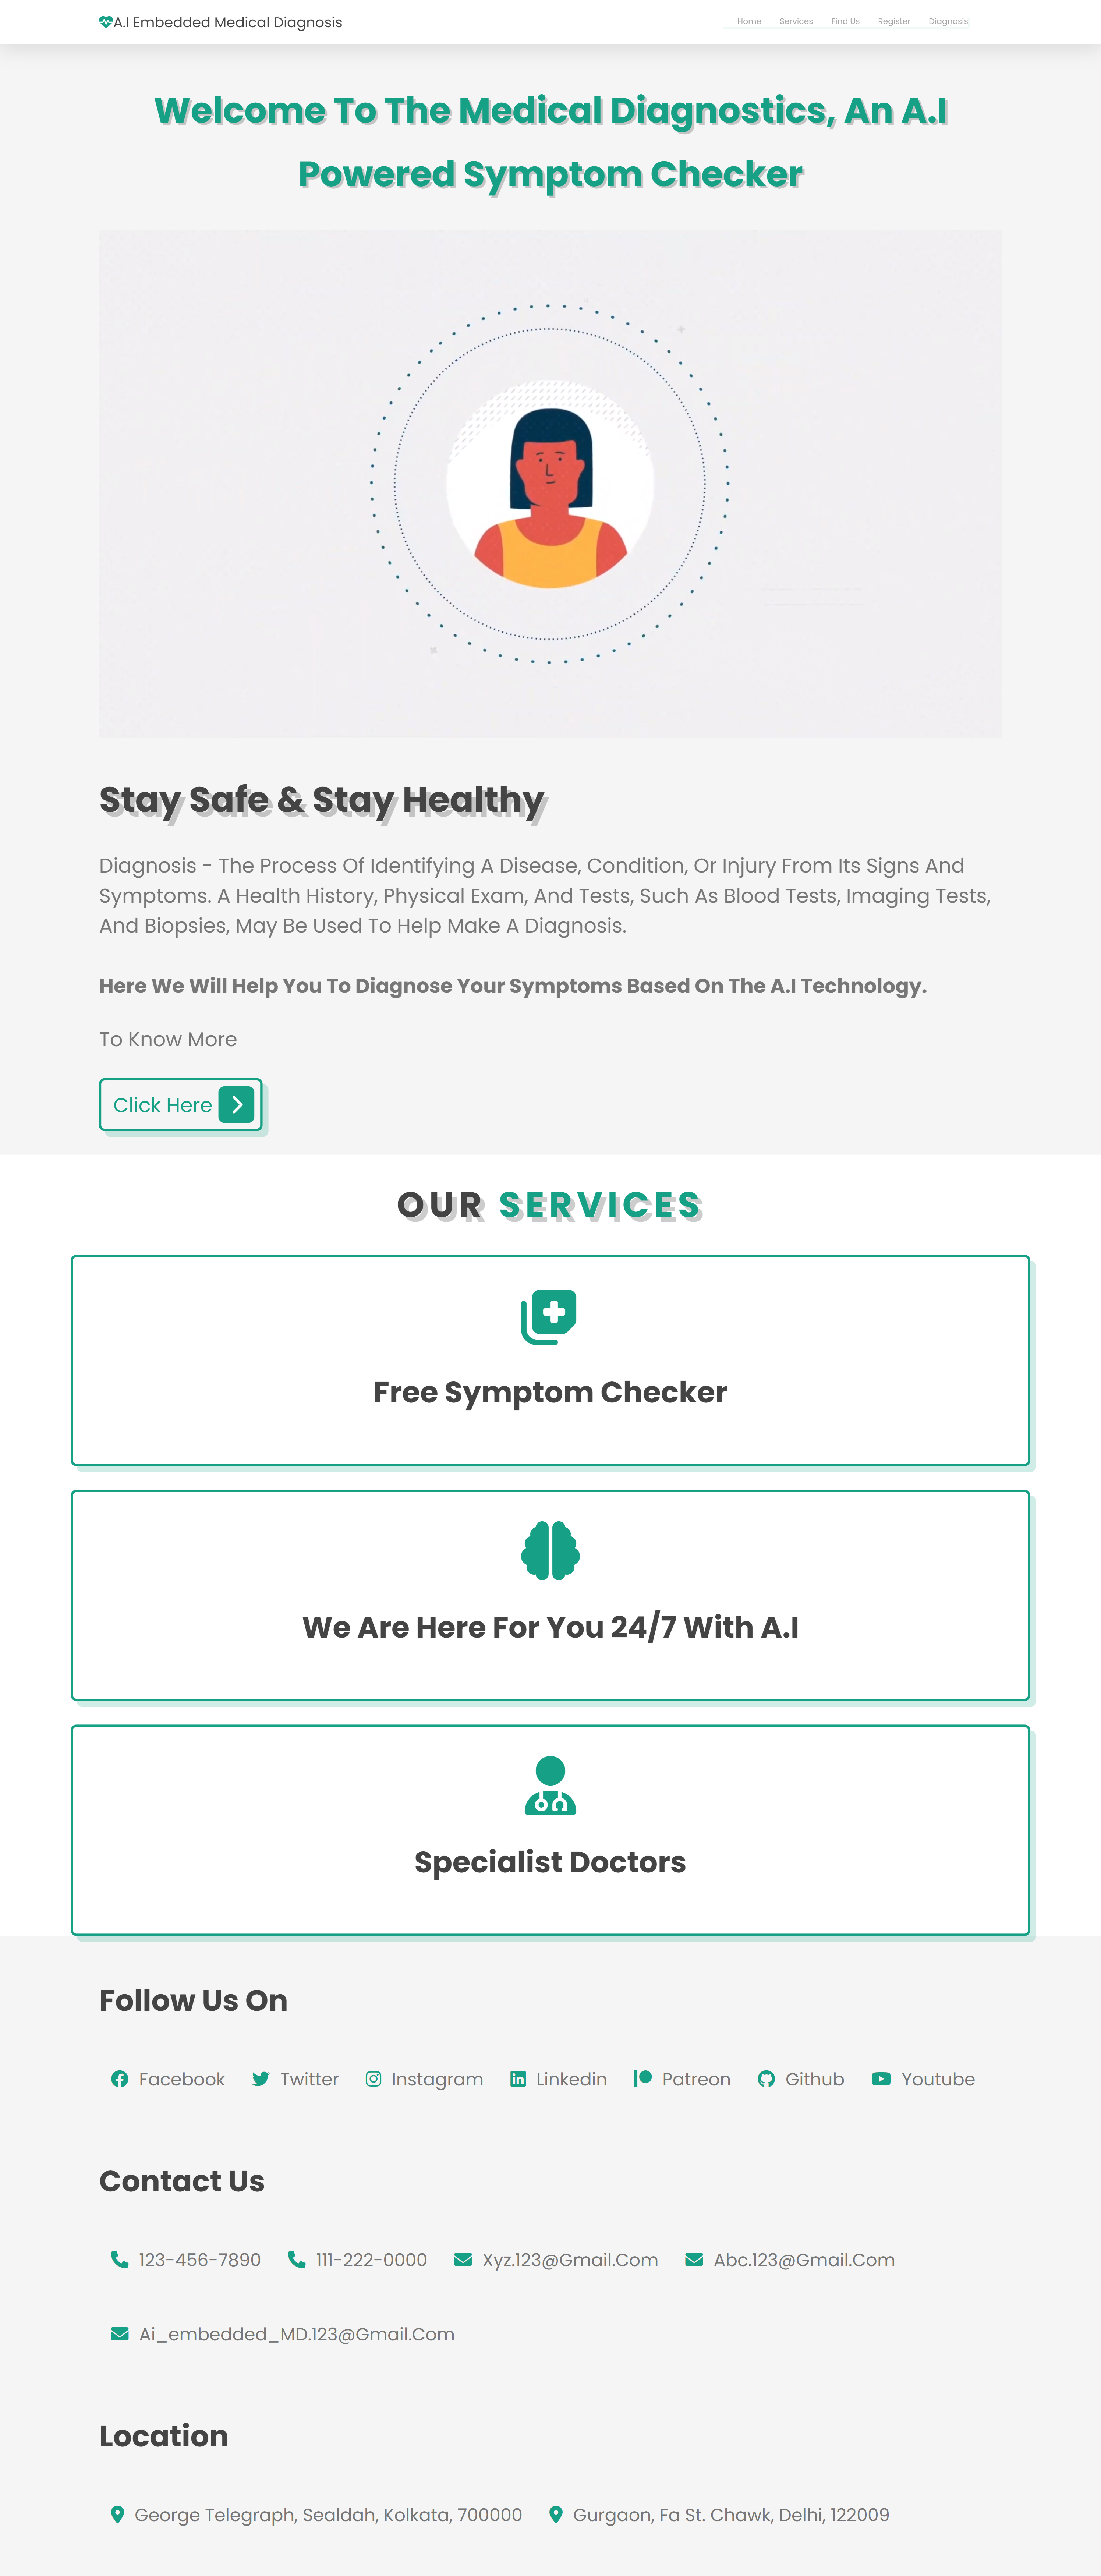 A.I Embedded Medical Diagnosis
Home Services Find Us Register Diagnosis
Welcome To The Medical Diagnostics, An A.I
Powered Symptom Checker
Stay Safe & Stay Healthy
Diagnosis - The Process Of Identifying A Disease, Condition, Or Injury From Its Signs And
Symptoms. A Health History, Physical Exam, And Tests, Such As Blood Tests, Imaging Tests,
And Biopsies, May Be Used To Help Make A Diagnosis.
Here We Will Help You To Diagnose Your Symptoms Based On The A.I Technology.
To Know More
Click Here
OUR SERVICES
Free Symptom Checker
We Are Here For You 24/7 With A.I
Specialist Doctors
Follow Us On
Facebook Twitter Instagram Linkedin Patreon Github Youtube
Contact Us
123-456-7890 111-222-0000 Xyz.123@Gmail.Com Abc.123@Gmail.Com
Ai_embedded_MD.123@Gmail.Com
Location
George Telegraph, Sealdah, Kolkata, 700000 Gurgaon, Fa St. Chawk, Delhi, 122009